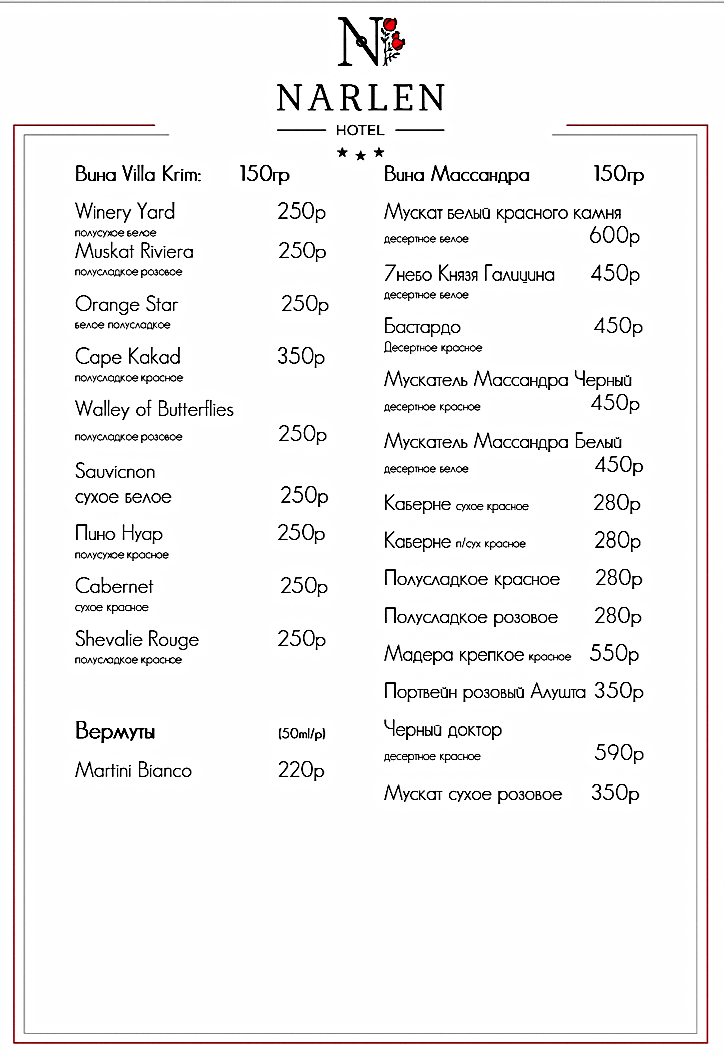 N
NARLEN
HOTEL
Вина Villa Krim: 150гр
Winery Yard 250р
полусухое белое
Muskat Riviera 250р
полусладкое розовое
Orange Star 250р
белое полусладкое
Cape Kakad 350р
полусладкое красное
Walley of Butterflies
полусладкое розовое 250р
Sauvicnon
сухое белое 250р
Пино Нуар 250р
полусухое красное
Cabernet 250р
сухое красное
Shevalie Rouge 250р
полусладкое красное
Вермуты (50ml/р)
Martini Bianco 220р
Вина Массандра 150гр
Мускат белый красного камня
десертное белое 600р
7небо Князя Галицина 450р
десертное белое
Бастардо 450р
Десертное красное
Мускатель Массандра Черный
десертное красное 450р
Мускатель Массандра Белый
десертное белое 450р
Каберне сухое красное 280р
Каберне п/сух красное 280р
Полусладкое красное 280р
Полусладкое розовое 280р
Мадера крепкое красное 550р
Портвейн розовый Алушта 350р
Черный доктор
десертное красное 590р
Мускат сухое розовое 350р